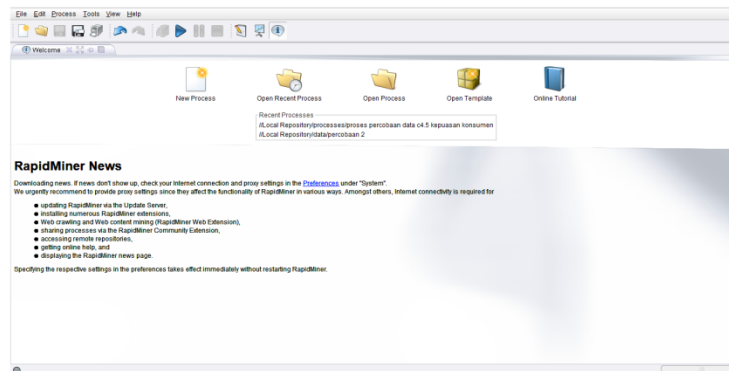 File Edit Process Tools View Help
Welcome
New Process Open Recent Process Open Process Open Template Online Tutorial
Recent Processes
//Local Repository/processes/proses percobaan data c4.5 kepuasan konsumen
//Local Repository/data/percobaan 2
RapidMiner News
Downloading news. If news don't show up, check your Internet connection and proxy settings in the Preferences under "System".
We urgently recommend to provide proxy settings since they affect the functionality of RapidMiner in various ways. Amongst others, Internet connectivity is required for
● updating RapidMiner via the Update Server,
● installing numerous RapidMiner extensions,
● Web crawling and Web content mining (RapidMiner Web Extension),
● sharing processes via the RapidMiner Community Extension,
● accessing remote repositories,
● getting online help, and
● displaying the RapidMiner news page.
Specifying the respective settings in the preferences takes effect immediately without restarting RapidMiner.